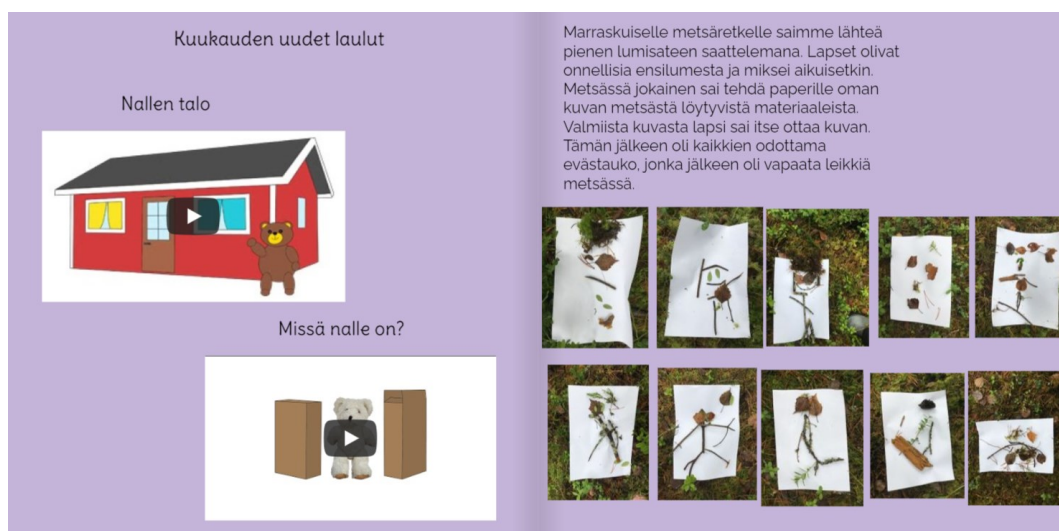 Kuukauden uudet laulut
Nallen talo
Missä nalle on?
Marraskuiselle metsäretkelle saimme lähteä
pienen lumisateen saattelemana. Lapset olivat
onnellisia ensilumesta ja miksei aikuisetkin.
Metsässä jokainen sai tehdä paperille oman
kuvan metsästä löytyvistä materiaaleista.
Valmiista kuvasta lapsi sai itse ottaa kuvan.
Tämän jälkeen oli kaikkien odottama
evästauko, jonka jälkeen oli vapaata leikkiä
metsässä.